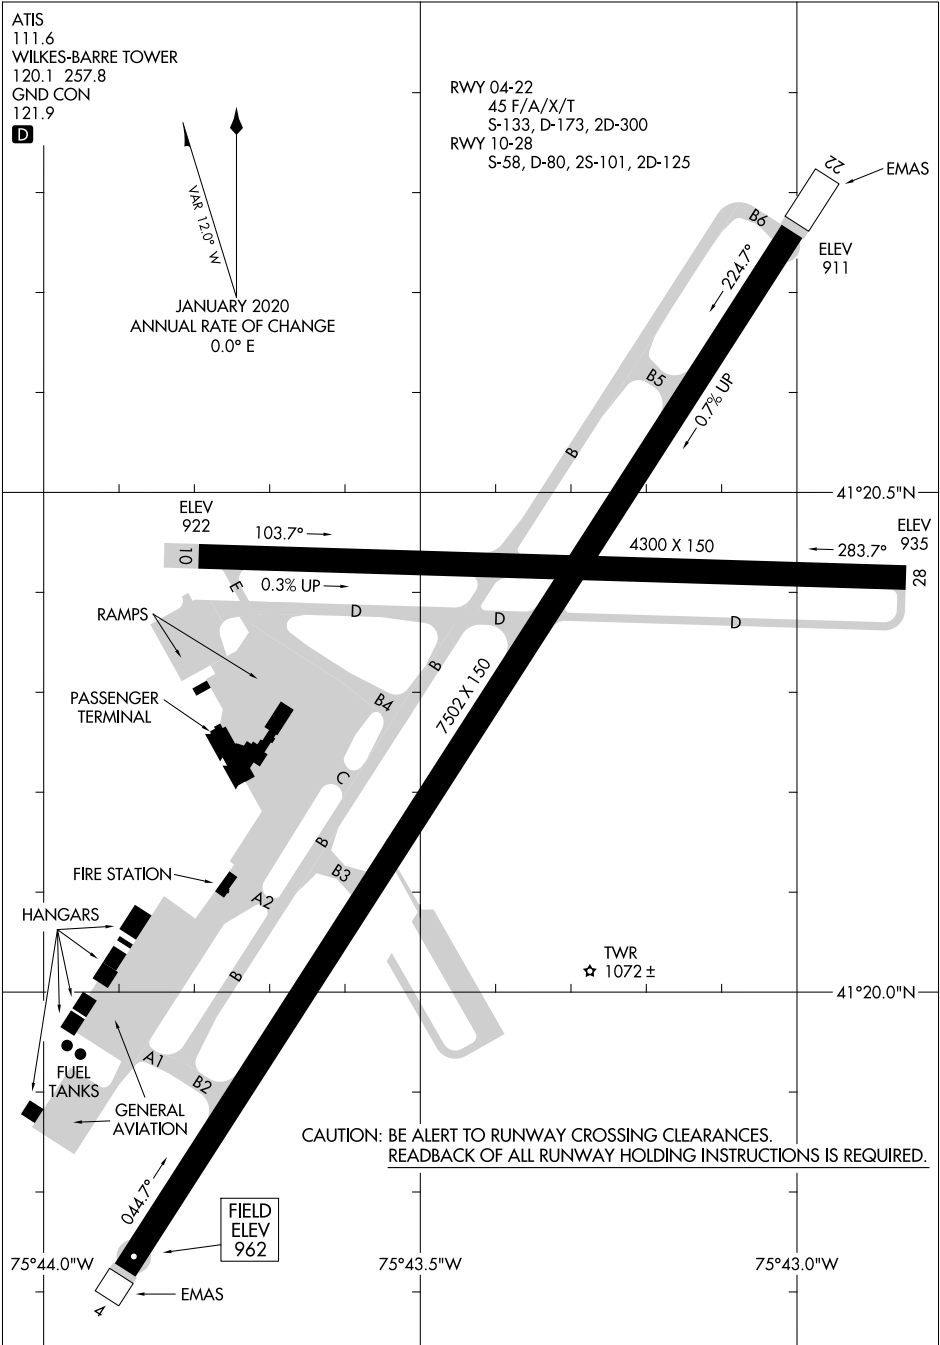 ATIS
111.6
WILKES-BARRE TOWER
120.1 257.8
GND CON
121.9
D
VAR 12.0° W
JANUARY 2020
ANNUAL RATE OF CHANGE
0.0° E
RWY 04-22
45 F/A/X/T
S-133, D-173, 2D-300
RWY 10-28
S-58, D-80, 2S-101, 2D-125
22
EMAS
B6
ELEV
911
224.7°
B5
0.7% UP
B
41°20.5"N
ELEV
922
103.7°
10
0.3% UP
4300 X 150
283.7°
ELEV
935
28
E
D
D
D
RAMPS
B
7502 X 150
B4
PASSENGER
TERMINAL
C
B
B3
FIRE STATION
A2
HANGARS
B
TWR
1072 ±
41°20.0"N
A1
B2
FUEL
TANKS
GENERAL
AVIATION
CAUTION: BE ALERT TO RUNWAY CROSSING CLEARANCES.
READBACK OF ALL RUNWAY HOLDING INSTRUCTIONS IS REQUIRED.
044.7°
FIELD
ELEV
962
75°44.0"W
75°43.5"W
75°43.0"W
EMAS
4